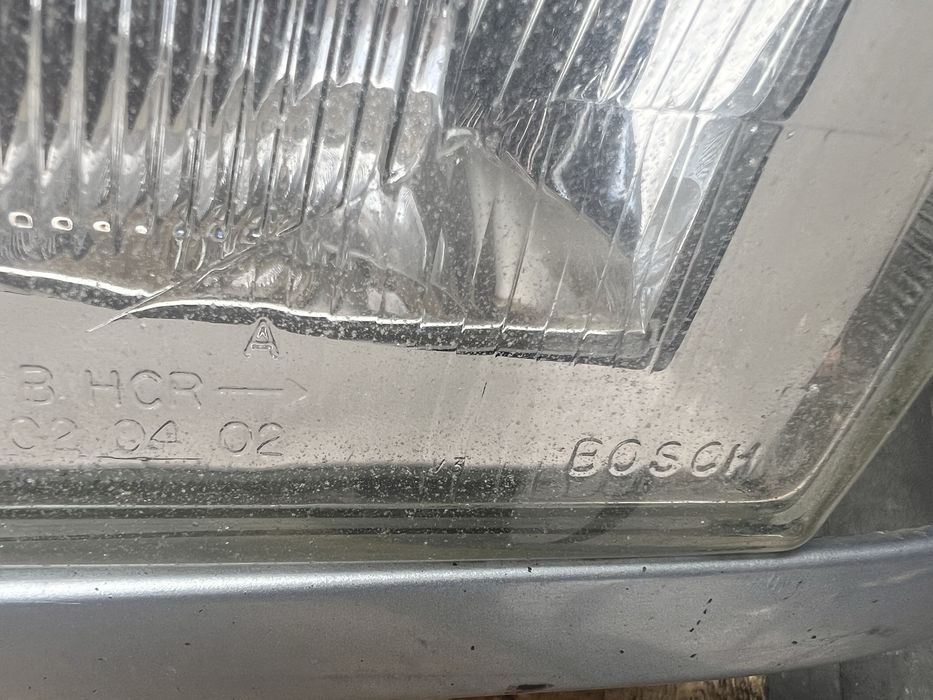 A
B. HCR →
02 04 02
BOSCH